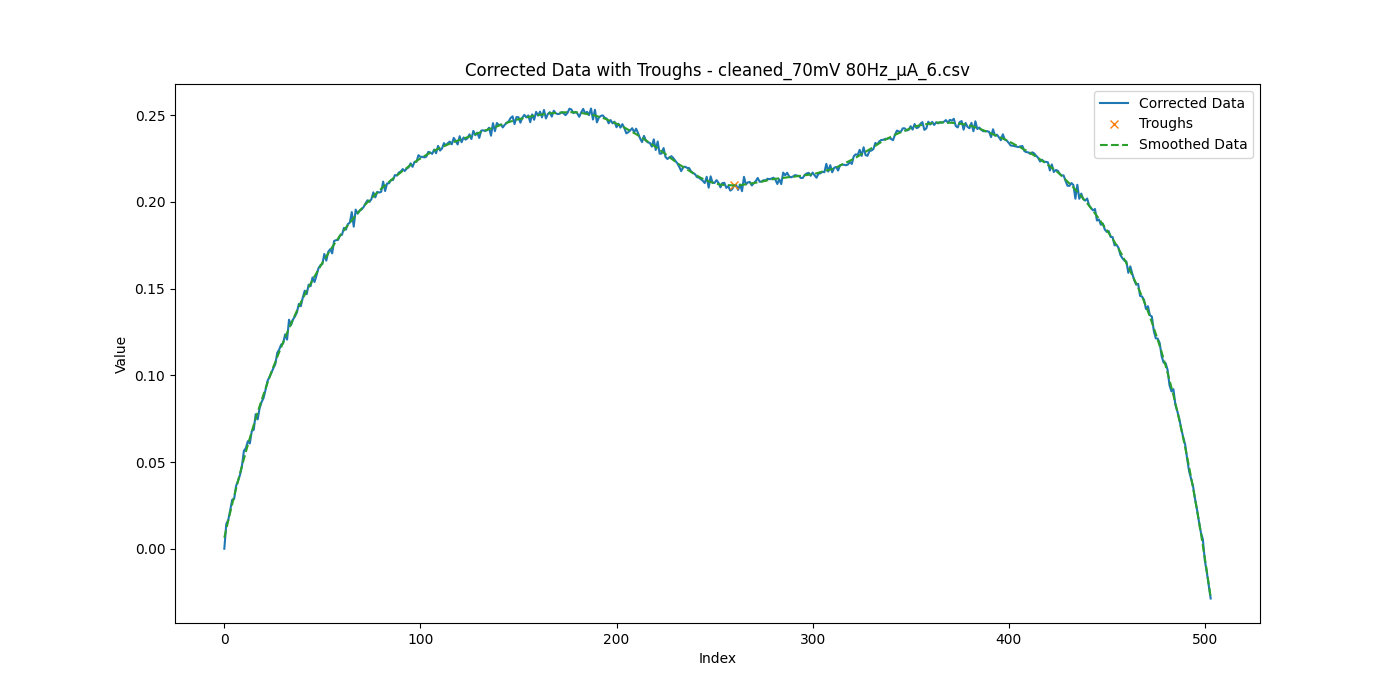 Corrected Data with Troughs - cleaned_70mV 80Hz_μA_6.csv
Corrected Data
Troughs
Smoothed Data
0.25
0.20
0.15
0.10
0.05
0.00
Value
0
100
200
300
400
500
Index